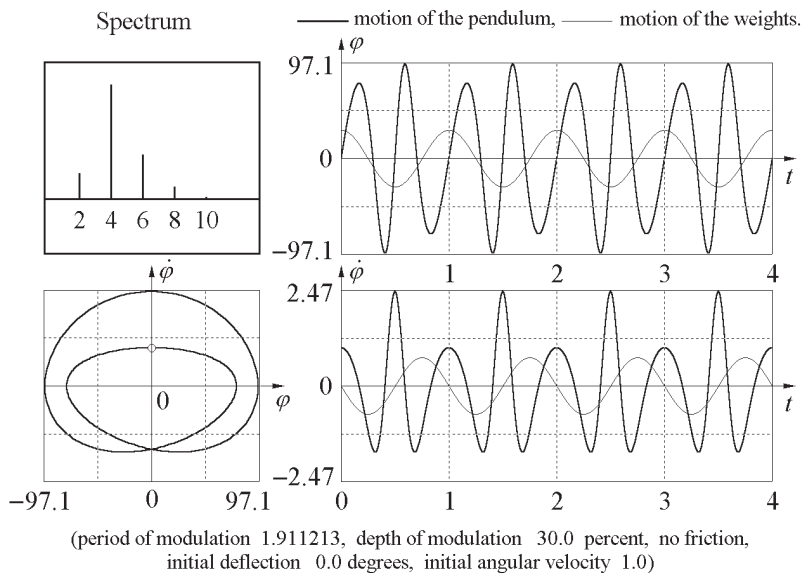 Spectrum
motion of the pendulum, motion of the weights.
φ
97.1
0
−97.1
t
1 2 3 4
2 4 6 8 10
φ̇
0
φ
−97.1 0 97.1
φ̇
2.47
0
−2.47
t
0 1 2 3 4
(period of modulation 1.911213, depth of modulation 30.0 percent, no friction,
initial deflection 0.0 degrees, initial angular velocity 1.0)